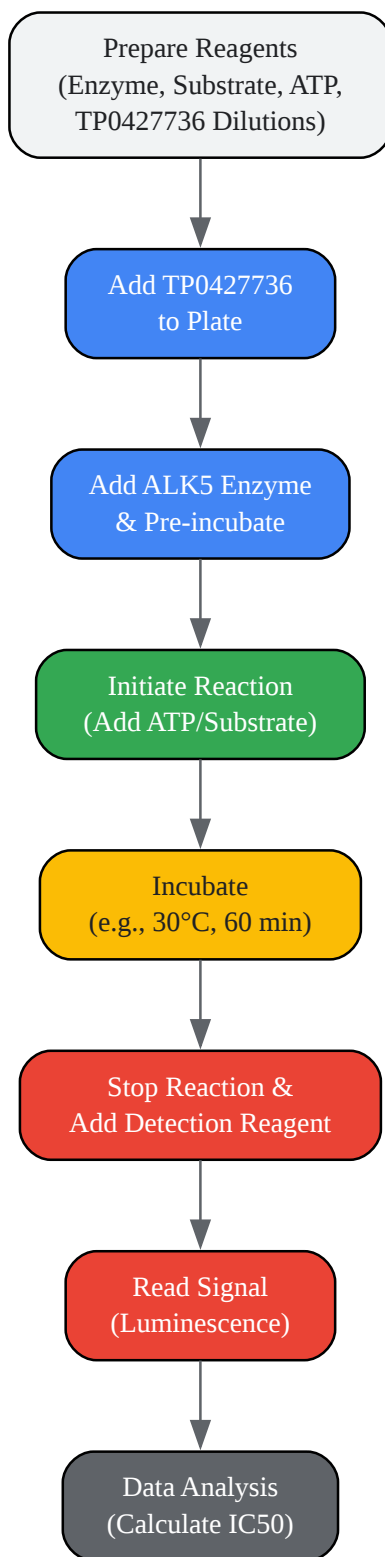 Prepare Reagents
(Enzyme, Substrate, ATP,
TP0427736 Dilutions)
Add TP0427736
to Plate
Add ALK5 Enzyme
& Pre-incubate
Initiate Reaction
(Add ATP/Substrate)
Incubate
(e.g., 30°C, 60 min)
Stop Reaction &
Add Detection Reagent
Read Signal
(Luminescence)
Data Analysis
(Calculate IC50)